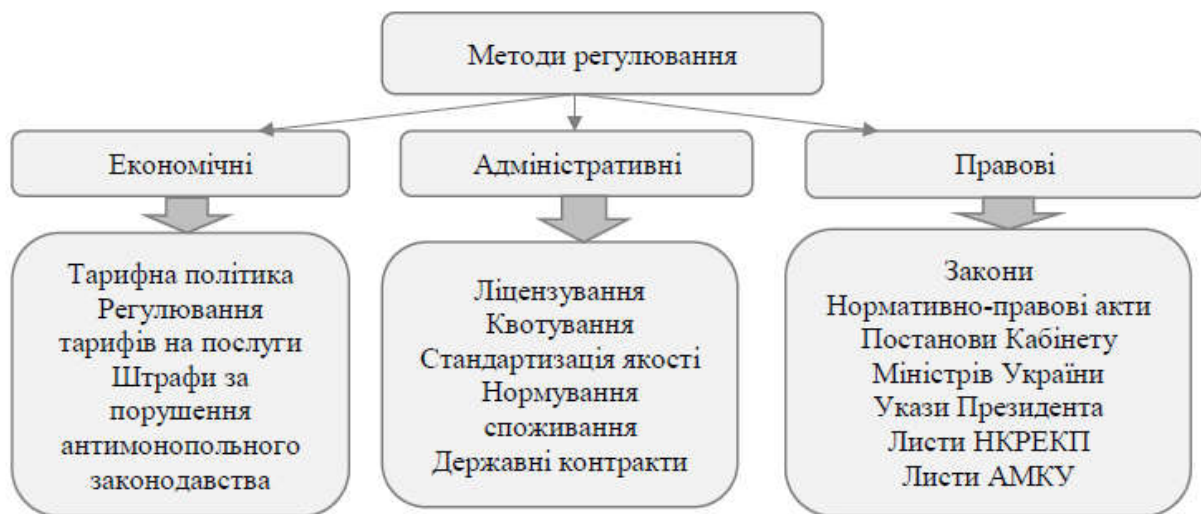 Методи регулювання
Економічні
Адміністративні
Правові
Тарифна політика
Регулювання
тарифів на послуги
Штрафи за
порушення
антимонопольного
законодавства
Ліцензування
Квотування
Стандартизація якості
Нормування
споживання
Державні контракти
Закони
Нормативно-правові акти
Постанови Кабінету
Міністрів України
Укази Президента
Листи НКРЕКП
Листи АМКУ